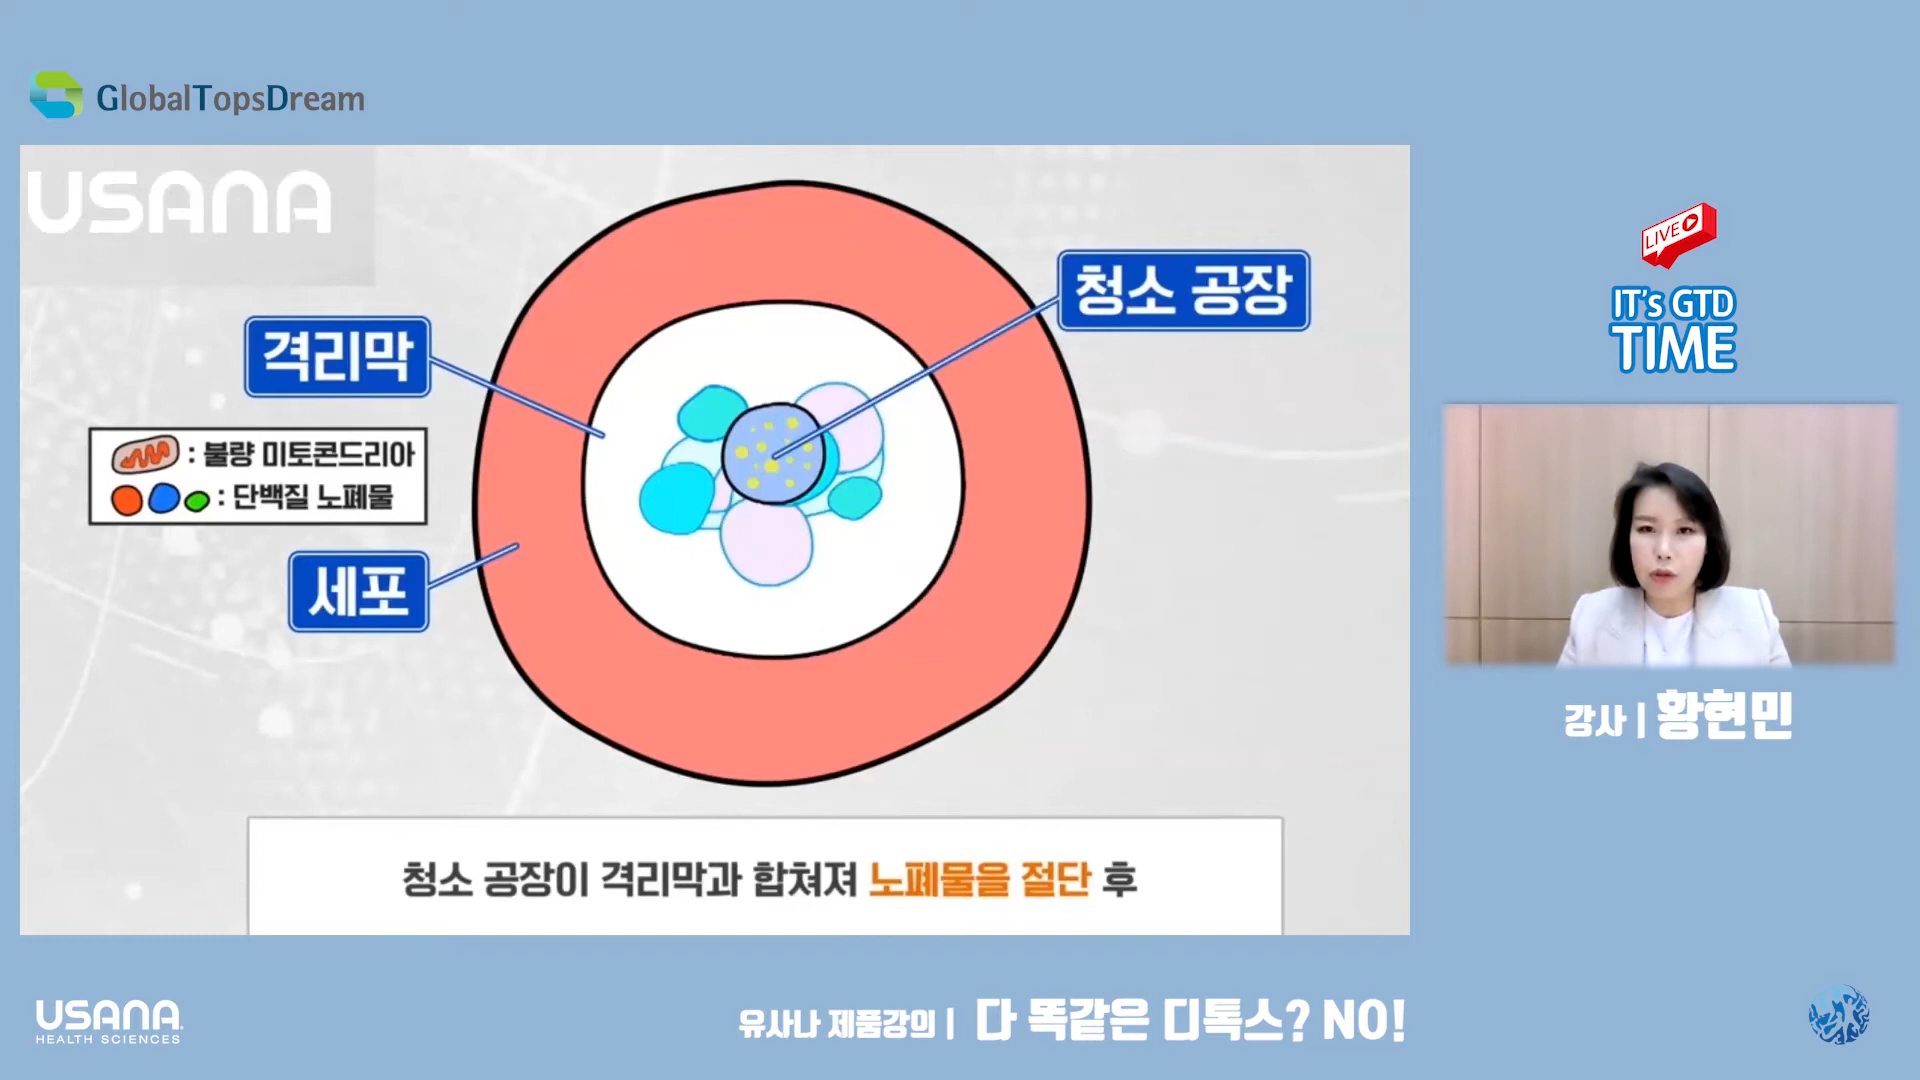 GlobalTopsDream
USANA
청소 공장
격리막
: 불량 미토콘드리아
: 단백질 노폐물
세포
청소 공장이 격리막과 합쳐져 노폐물을 절단 후
LIVE
IT's GTD
TIME
강사 | 황현민
USANA
HEALTH SCIENCES
유사나 제품강의 | 다 똑같은 디톡스? NO!